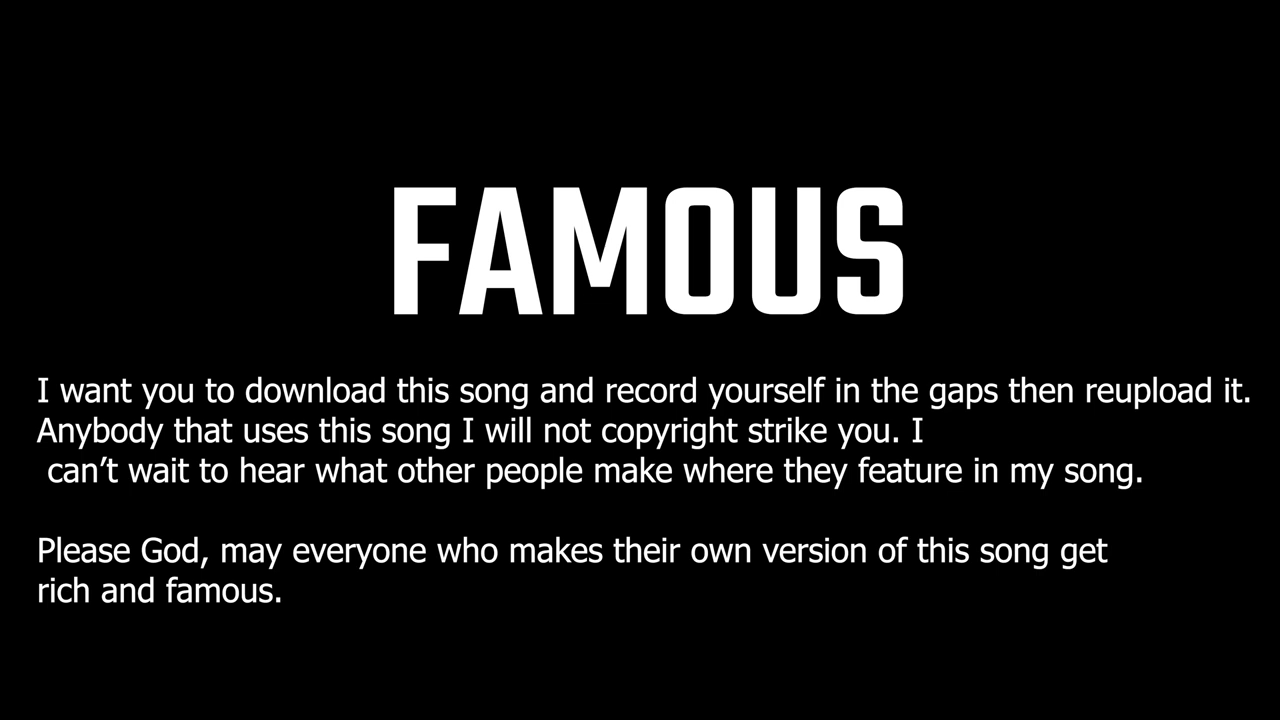 FAMOUS
I want you to download this song and record yourself in the gaps then reupload it.
Anybody that uses this song I will not copyright strike you. I
can’t wait to hear what other people make where they feature in my song.
Please God, may everyone who makes their own version of this song get
rich and famous.